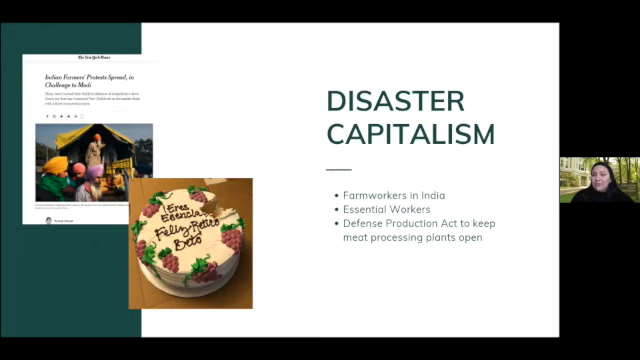 The New York Times
Indian Farmers' Protests Spread, in
Challenge to Modi
¡Eres
Esencial!
Feliz Retiro
Beto
DISASTER
CAPITALISM
Farmworkers in India
Essential Workers
Defense Production Act to keep
meat processing plants open